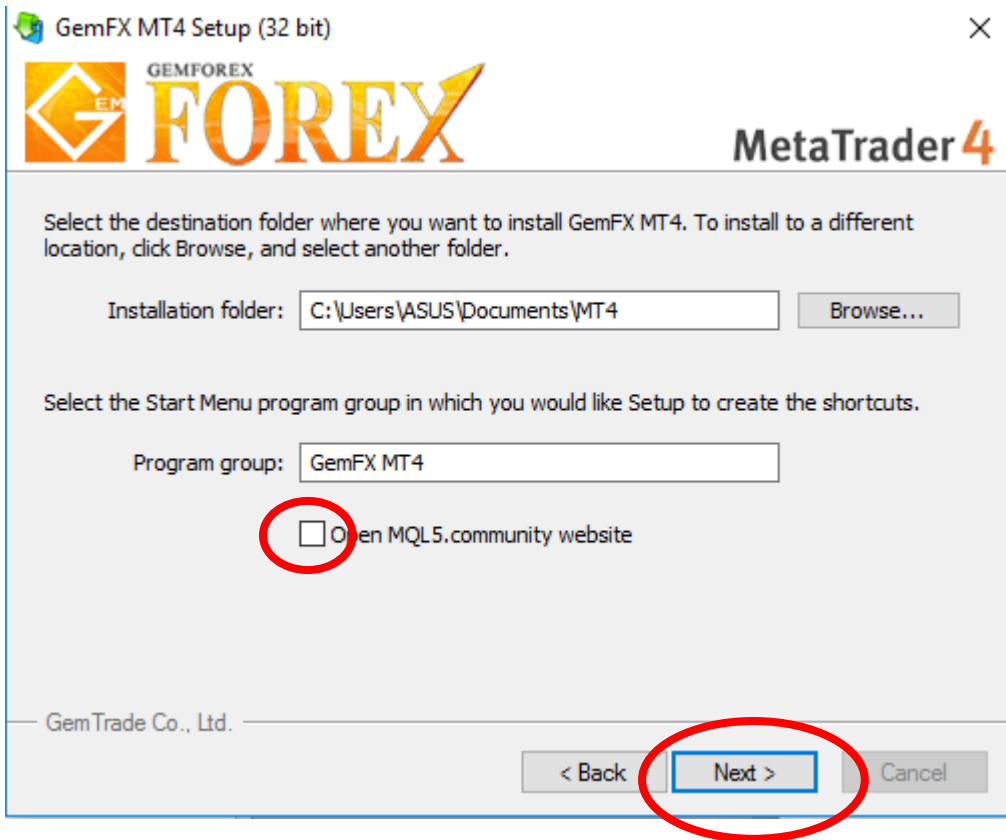 GemFX MT4 Setup (32 bit)
GEM
GEMFOREX
FOREX
MetaTrader 4
Select the destination folder where you want to install GemFX MT4. To install to a different
location, click Browse, and select another folder.
Installation folder: C:\Users\ASUS\Documents\MT4 Browse...
Select the Start Menu program group in which you would like Setup to create the shortcuts.
Program group: GemFX MT4
Open MQL5.community website
GemTrade Co., Ltd.
< Back Next > Cancel